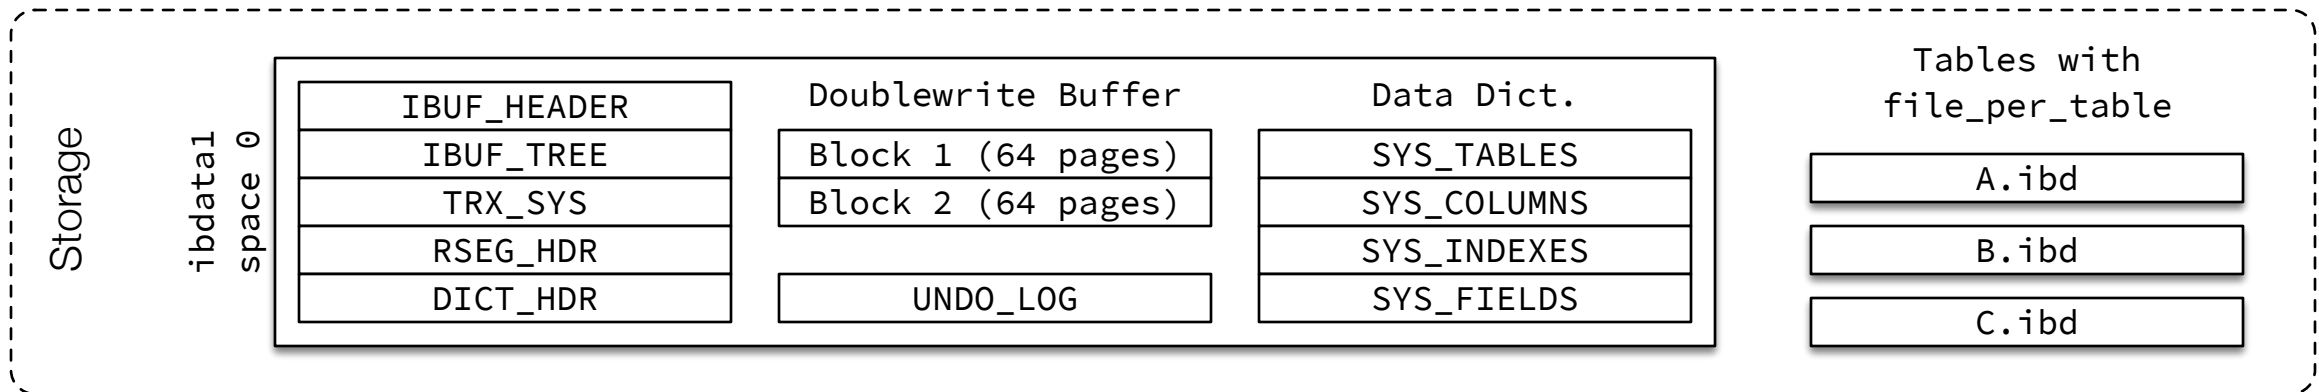 Storage
ibdata1
space 0
IBUF_HEADER
IBUF_TREE
TRX_SYS
RSEG_HDR
DICT_HDR
Doublewrite Buffer
Block 1 (64 pages)
Block 2 (64 pages)
UNDO_LOG
Data Dict.
SYS_TABLES
SYS_COLUMNS
SYS_INDEXES
SYS_FIELDS
Tables with
file_per_table
A.ibd
B.ibd
C.ibd